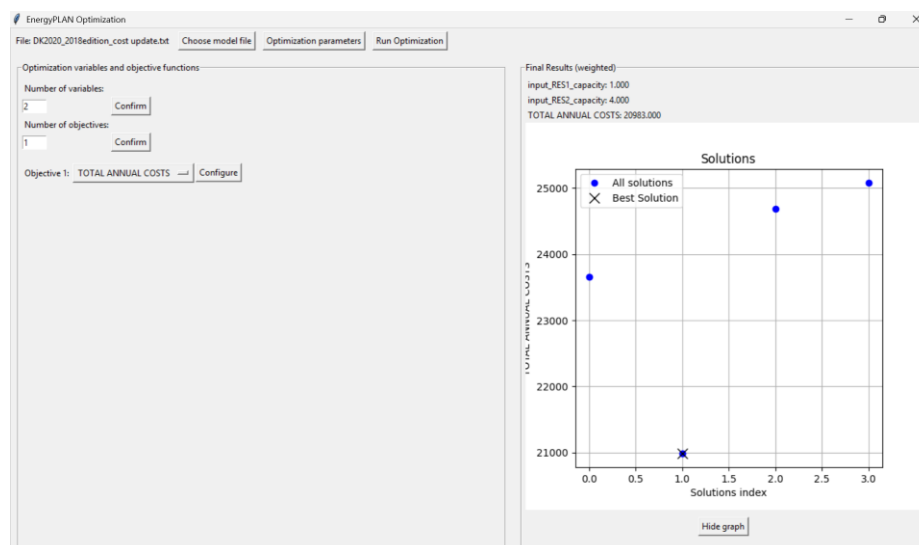 EnergyPLAN Optimization
File: DK2020_2018edition_cost update.txt Choose model file Optimization parameters Run Optimization
Optimization variables and objective functions
Number of variables:
2 Confirm
Number of objectives:
1 Confirm
Objective 1: TOTAL ANNUAL COSTS Configure
Final Results (weighted)
input_RES1_capacity: 1.000
input_RES2_capacity: 4.000
TOTAL ANNUAL COSTS: 20983.000
Solutions
All solutions
Best Solution
25000
24000
23000
22000
21000
TOTAL ANNUAL COSTS
0.0 0.5 1.0 1.5 2.0 2.5 3.0
Solutions index
Hide graph